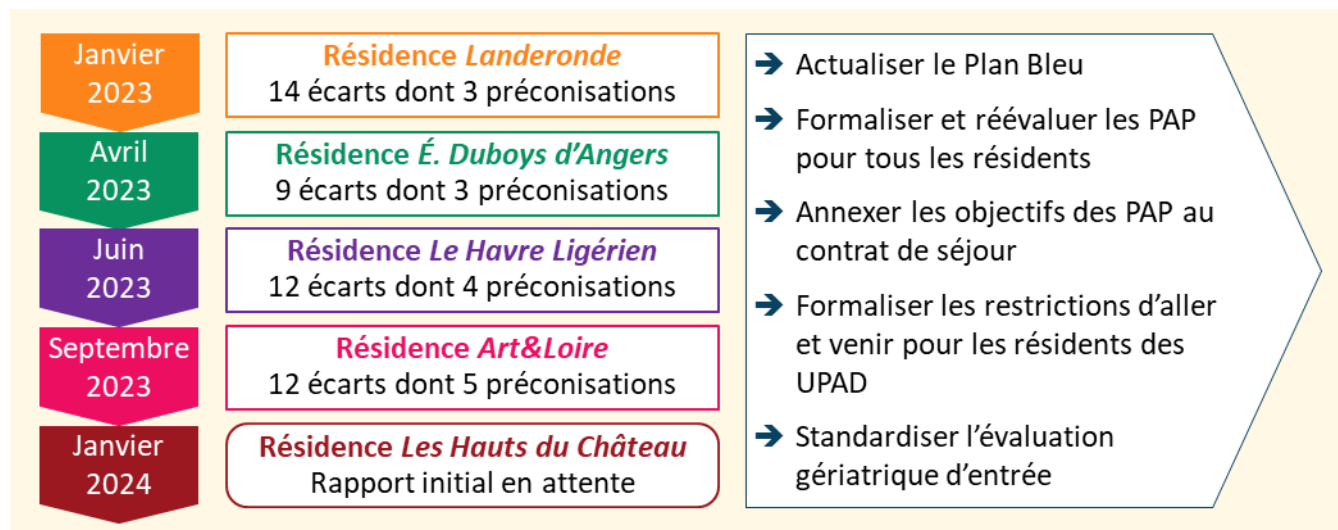 Janvier
2023
Résidence Landeronde
14 écarts dont 3 préconisations
Avril
2023
Résidence É. Duboys d’Angers
9 écarts dont 3 préconisations
Juin
2023
Résidence Le Havre Ligérien
12 écarts dont 4 préconisations
Septembre
2023
Résidence Art&Loire
12 écarts dont 5 préconisations
Janvier
2024
Résidence Les Hauts du Château
Rapport initial en attente
➔ Actualiser le Plan Bleu
➔ Formaliser et réévaluer les PAP
pour tous les résidents
➔ Annexer les objectifs des PAP au
contrat de séjour
➔ Formaliser les restrictions d’aller
et venir pour les résidents des
UPAD
➔ Standardiser l’évaluation
gériatrique d’entrée